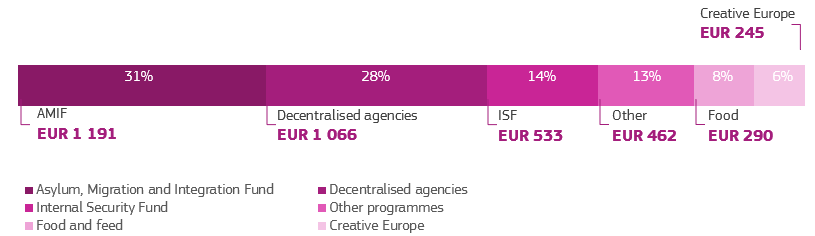 Creative Europe
EUR 245
31% 28% 14% 13% 8% 6%
AMIF Decentralised agencies ISF Other Food
EUR 1 191 EUR 1 066 EUR 533 EUR 462 EUR 290
Asylum, Migration and Integration Fund Decentralised agencies
Internal Security Fund Other programmes
Food and feed Creative Europe